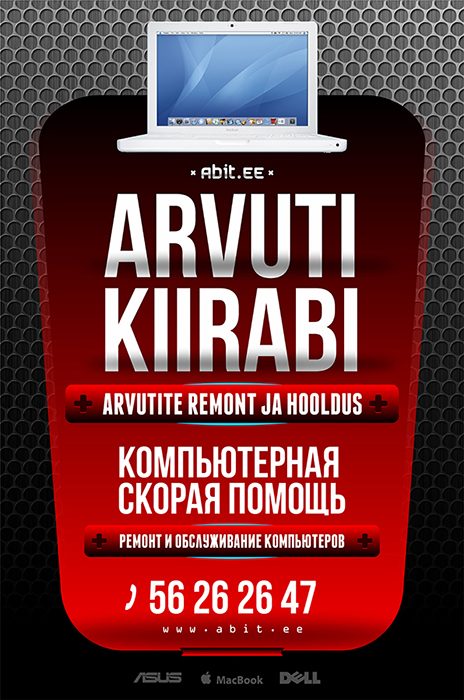 × abit.ee ×
ARVUTI
KIIRABI
ARVUTITE REMONT JA HOOLDUS
КОМПЬЮТЕРНАЯ
СКОРАЯ ПОМОЩЬ
РЕМОНТ И ОБСЛУЖИВАНИЕ КОМПЬЮТЕРОВ
56 26 26 47
www.abit.ee
ASUS MacBook DELL